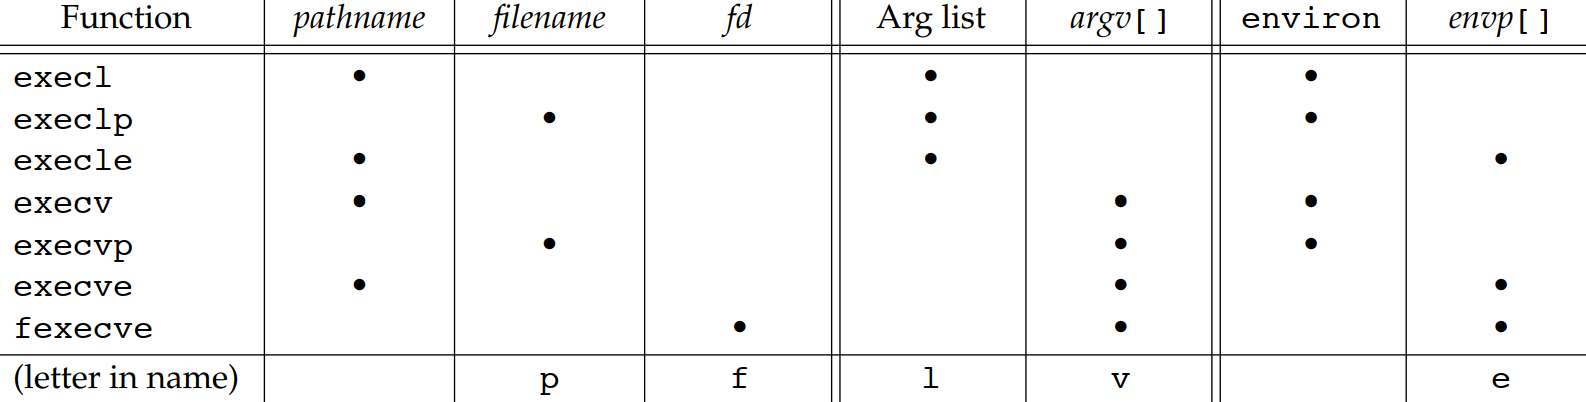 Function pathname filename fd Arg list argv[] environ envp[]
execl • • •
execlp • • •
execle • • •
execv • • •
execvp • • •
execve • • •
fexecve • • •
(letter in name) p f l v e